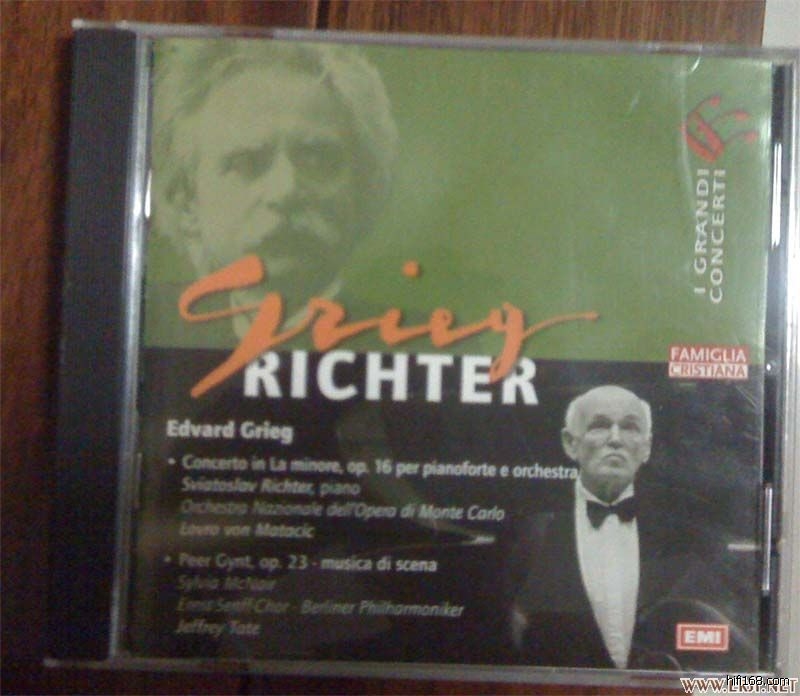 I GRANDI
CONCERTI
Grieg
RICHTER
FAMIGLIA
CRISTIANA
Edvard Grieg
• Concerto in La minore, op. 16 per pianoforte e orchestra
Sviatoslav Richter, piano
Orchestra Nazionale dell'Opera di Monte Carlo
Lovro von Matacic
• Peer Gynt, op. 23 - musica di scena
Sylvia McNair
Ernst Senff-Chor - Berliner Philharmoniker
Jeffrey Tate
EMI
hifi168.com